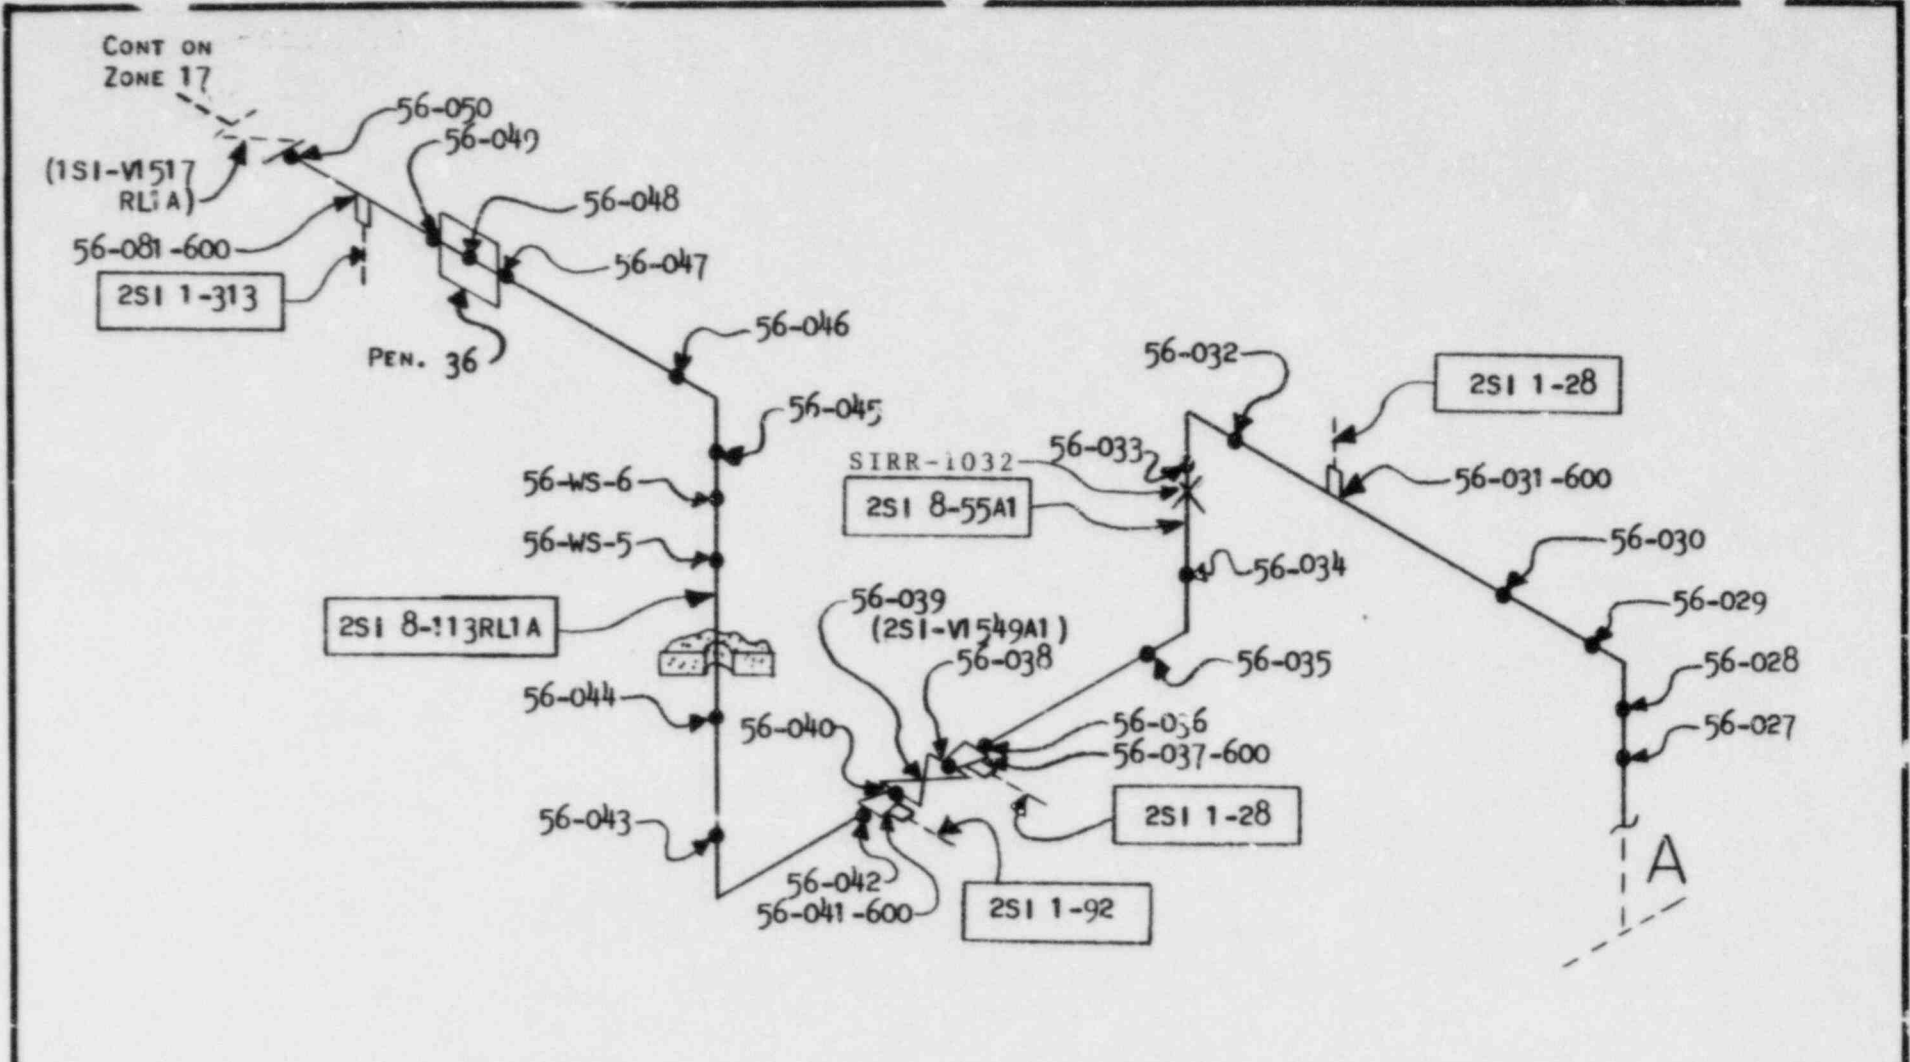 CONT ON
ZONE 17
56-050
56-049
(1SI-V1517
RL1A)
56-048
56-081-600
56-047
2SI 1-313
PEN. 36
56-046
56-032
2SI 1-28
56-045
56-033
SIRR-1032
56-WS-6
56-031-600
2SI 8-55A1
56-WS-5
56-030
56-034
56-039
56-029
2SI 8-113RL1A
(2SI-V1549A1)
56-038
56-035
56-028
56-044
56-040
56-036
56-027
56-037-600
2SI 1-28
56-043
A
56-042
56-041-600
2SI 1-92